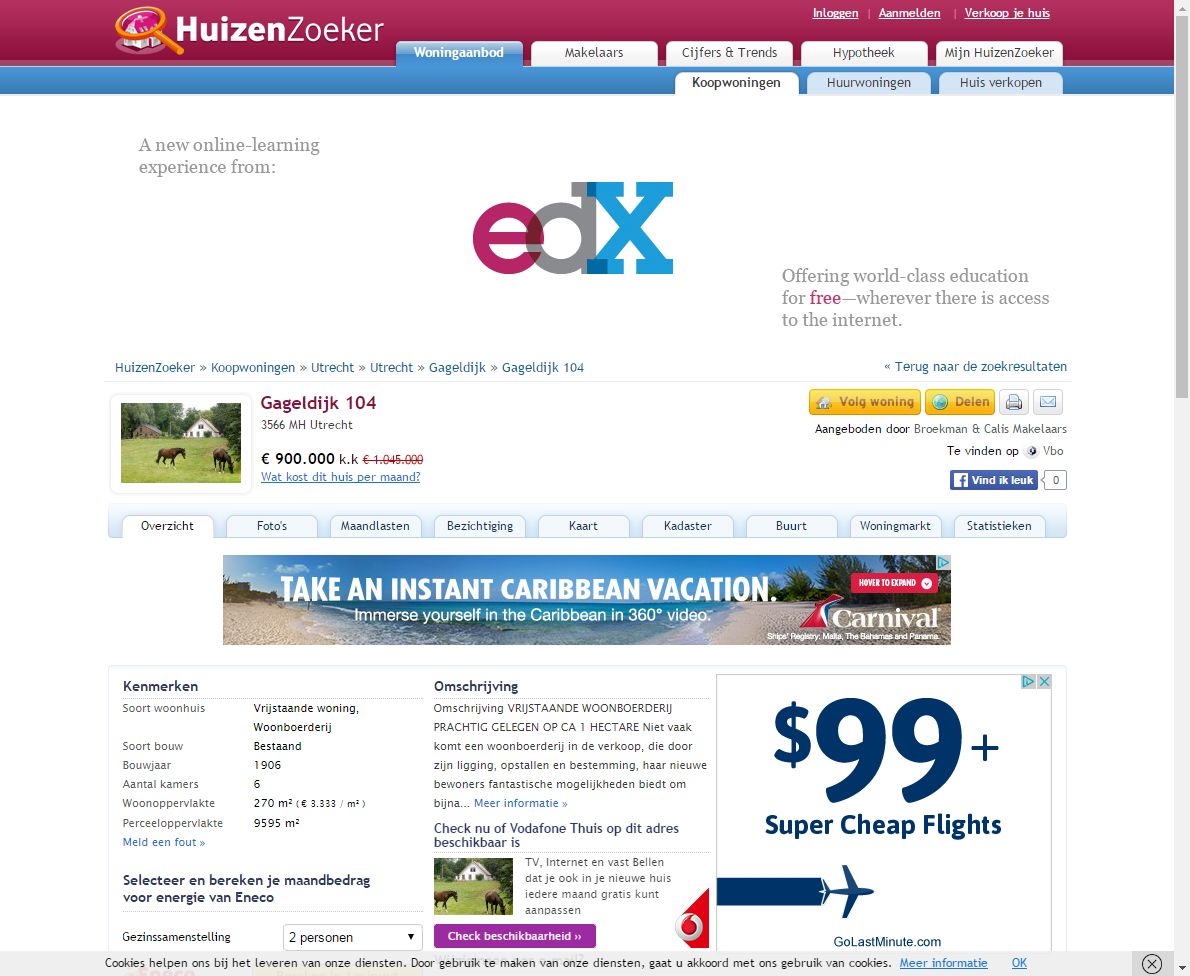 Inloggen | Aanmelden | Verkoop je huis
HuizenZoeker
Woningaanbod Makelaars Cijfers & Trends Hypotheek Mijn HuizenZoeker
Koopwoningen Huurwoningen Huis verkopen
A new online-learning
experience from:
edX
Offering world-class education
for free—wherever there is access
to the internet.
HuizenZoeker » Koopwoningen » Utrecht » Utrecht » Gageldijk » Gageldijk 104
« Terug naar de zoekresultaten
Gageldijk 104
3566 MH Utrecht
€ 900.000 k.k € 1.045.000
Wat kost dit huis per maand?
Volg woning Delen
Aangeboden door Broekman & Calis Makelaars
Te vinden op Vbo
Vind ik leuk 0
Overzicht Foto's Maandlasten Bezichtiging Kaart Kadaster Buurt Woningmarkt Statistieken
TAKE AN INSTANT CARIBBEAN VACATION.
Immerse yourself in the Caribbean in 360° video.
HOVER TO EXPAND
Carnival
Ships' Registry: Malta, The Bahamas and Panama.
Kenmerken
Soort woonhuis Vrijstaande woning,
Woonboerderij
Soort bouw Bestaand
Bouwjaar 1906
Aantal kamers 6
Woonoppervlakte 270 m² ( € 3.333 / m² )
Perceeloppervlakte 9595 m²
Meld een fout »
Selecteer en bereken je maandbedrag
voor energie van Eneco
Gezinssamenstelling 2 personen
Omschrijving
Omschrijving VRIJSTAANDE WOONBOERDERIJ
PRACHTIG GELEGEN OP CA 1 HECTARE Niet vaak
komt een woonboerderij in de verkoop, die door
zijn ligging, opstallen en bestemming, haar nieuwe
bewoners fantastische mogelijkheden biedt om
bijna... Meer informatie »
Check nu of Vodafone Thuis op dit adres
beschikbaar is
TV, Internet en vast Bellen
dat je ook in je nieuwe huis
iedere maand gratis kunt
aanpassen
Check beschikbaarheid ››
$99+
Super Cheap Flights
GoLastMinute.com
Cookies helpen ons bij het leveren van onze diensten. Door gebruik te maken van onze diensten, gaat u akkoord met ons gebruik van cookies. Meer informatie OK